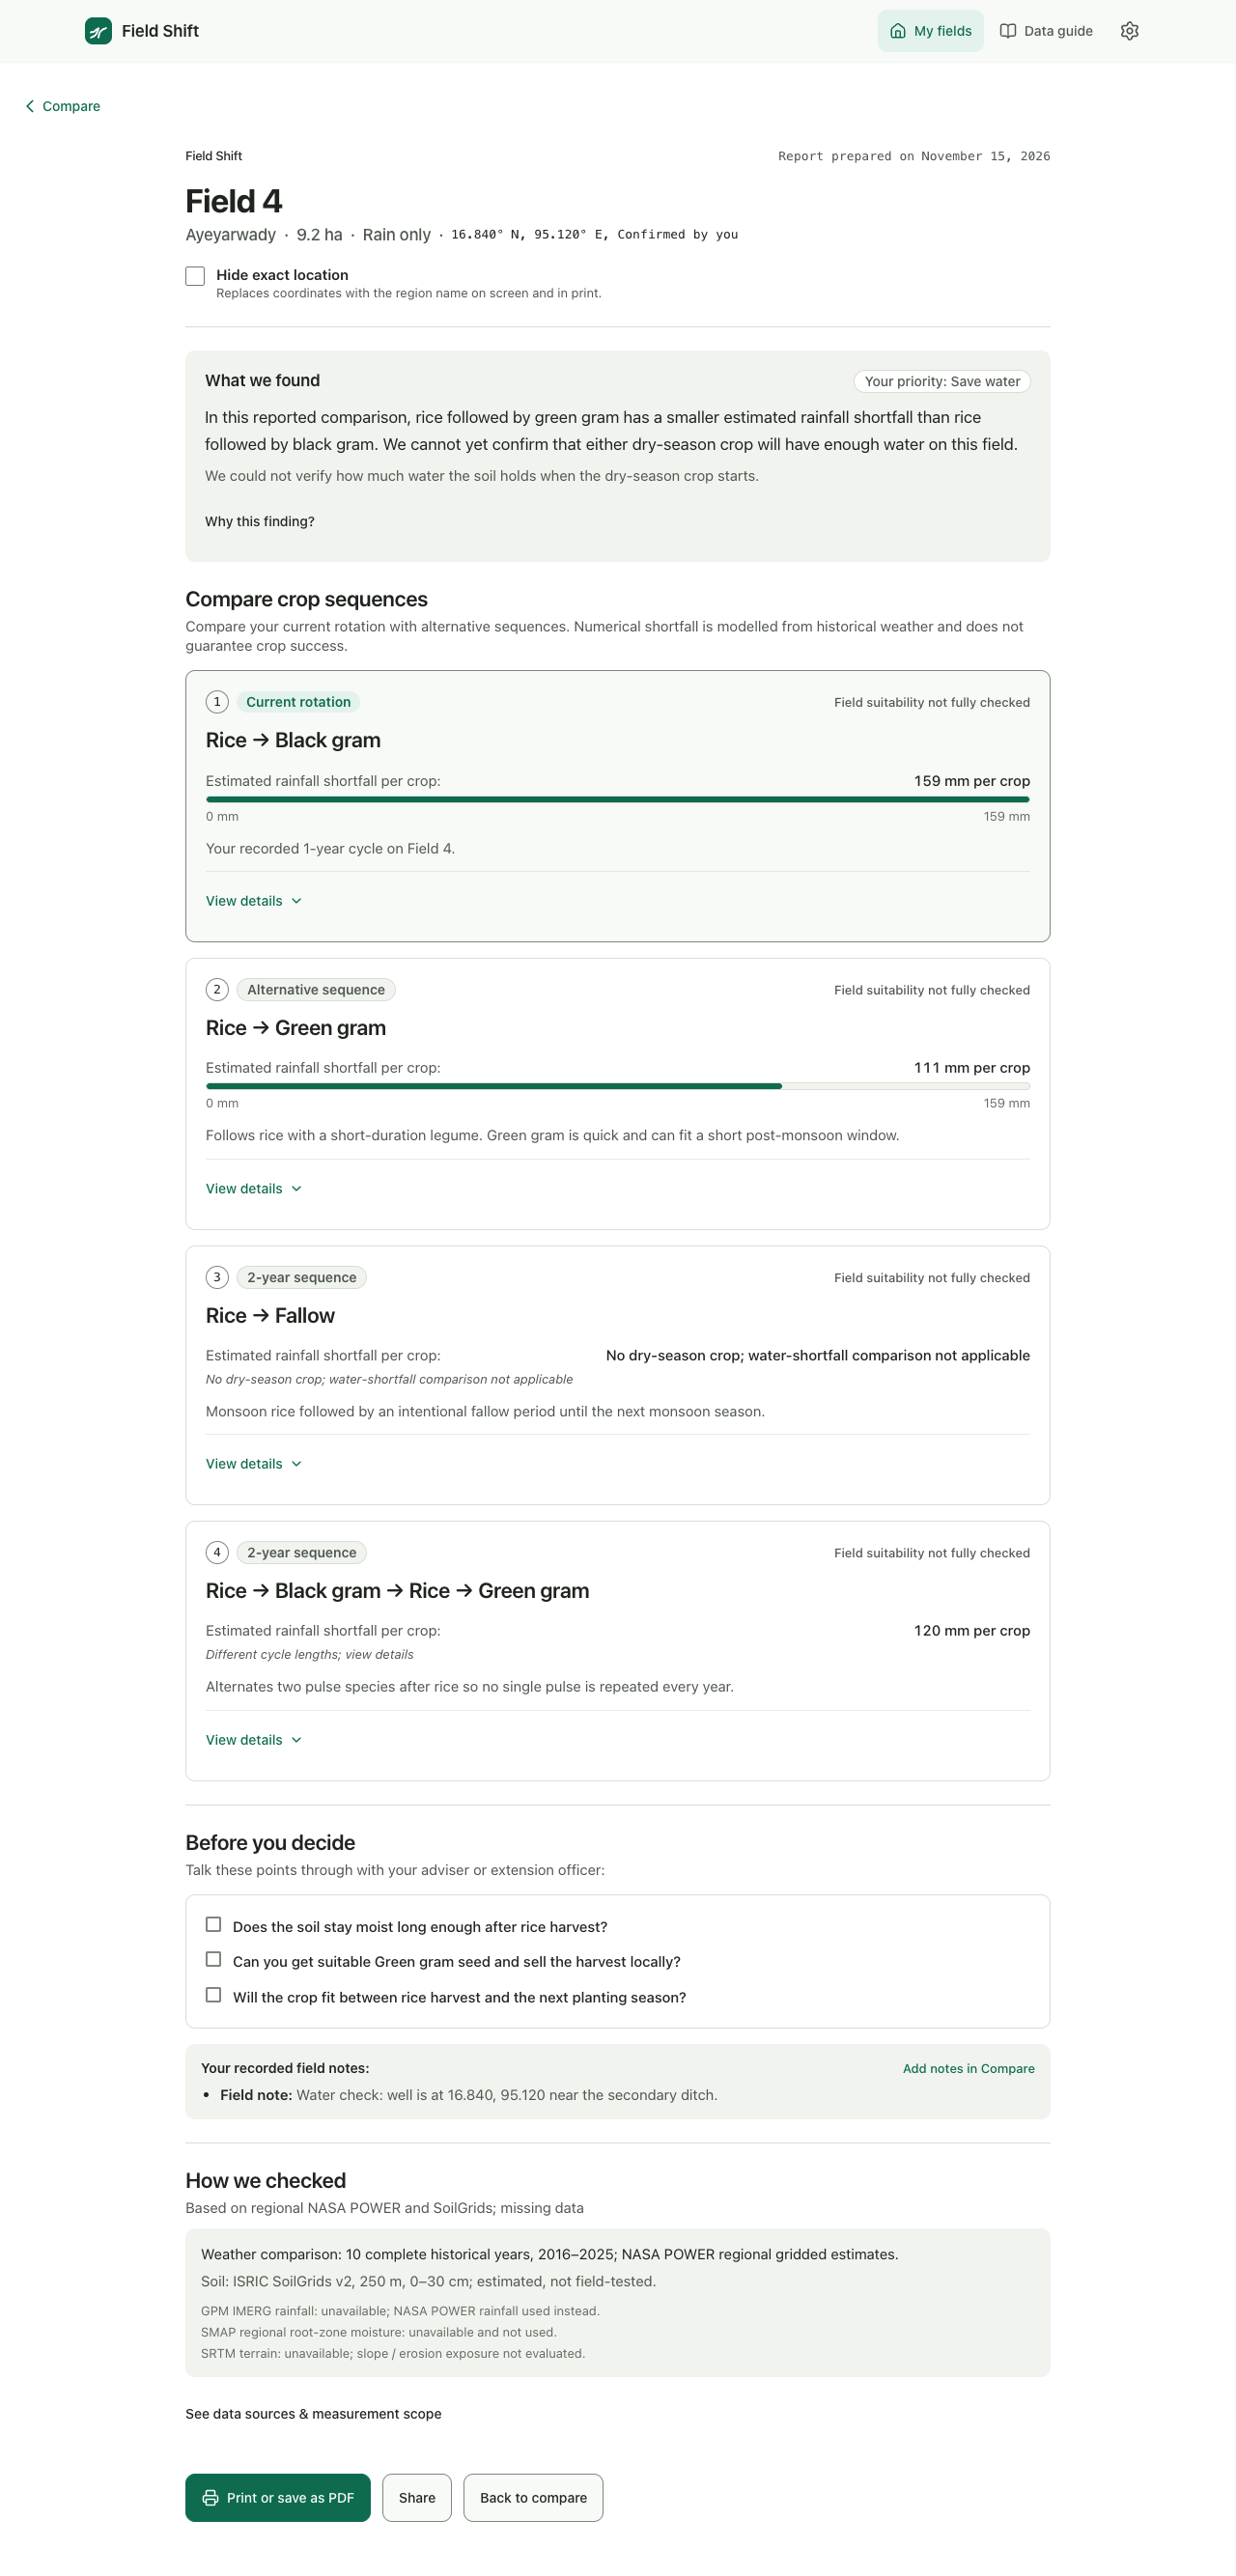 Field Shift
My fields
Data guide
Compare
Field Shift
Report prepared on November 15, 2026
Field 4
Ayeyarwady · 9.2 ha · Rain only · 16.840° N, 95.120° E, Confirmed by you
Hide exact location
Replaces coordinates with the region name on screen and in print.
What we found
Your priority: Save water
In this reported comparison, rice followed by green gram has a smaller estimated rainfall shortfall than rice
followed by black gram. We cannot yet confirm that either dry-season crop will have enough water on this field.
We could not verify how much water the soil holds when the dry-season crop starts.
Why this finding?
Compare crop sequences
Compare your current rotation with alternative sequences. Numerical shortfall is modelled from historical weather and does not
guarantee crop success.
1 Current rotation
Field suitability not fully checked
Rice → Black gram
Estimated rainfall shortfall per crop:
159 mm per crop
0 mm
159 mm
Your recorded 1-year cycle on Field 4.
View details
2 Alternative sequence
Field suitability not fully checked
Rice → Green gram
Estimated rainfall shortfall per crop:
111 mm per crop
0 mm
159 mm
Follows rice with a short-duration legume. Green gram is quick and can fit a short post-monsoon window.
View details
3 2-year sequence
Field suitability not fully checked
Rice → Fallow
Estimated rainfall shortfall per crop:
No dry-season crop; water-shortfall comparison not applicable
No dry-season crop; water-shortfall comparison not applicable
Monsoon rice followed by an intentional fallow period until the next monsoon season.
View details
4 2-year sequence
Field suitability not fully checked
Rice → Black gram → Rice → Green gram
Estimated rainfall shortfall per crop:
120 mm per crop
Different cycle lengths; view details
Alternates two pulse species after rice so no single pulse is repeated every year.
View details
Before you decide
Talk these points through with your adviser or extension officer:
Does the soil stay moist long enough after rice harvest?
Can you get suitable Green gram seed and sell the harvest locally?
Will the crop fit between rice harvest and the next planting season?
Your recorded field notes:
Add notes in Compare
• Field note: Water check: well is at 16.840, 95.120 near the secondary ditch.
How we checked
Based on regional NASA POWER and SoilGrids; missing data
Weather comparison: 10 complete historical years, 2016–2025; NASA POWER regional gridded estimates.
Soil: ISRIC SoilGrids v2, 250 m, 0–30 cm; estimated, not field-tested.
GPM IMERG rainfall: unavailable; NASA POWER rainfall used instead.
SMAP regional root-zone moisture: unavailable and not used.
SRTM terrain: unavailable; slope / erosion exposure not evaluated.
See data sources & measurement scope
Print or save as PDF
Share
Back to compare